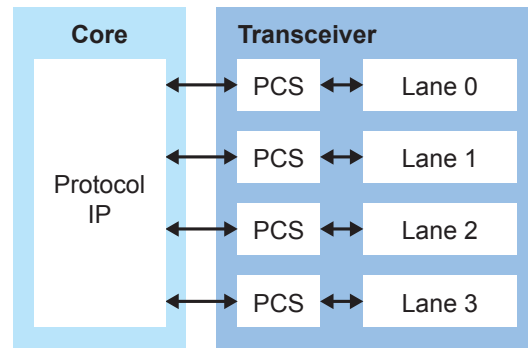 Core
Transceiver
Protocol
IP
PCS
Lane 0
PCS
Lane 1
PCS
Lane 2
PCS
Lane 3